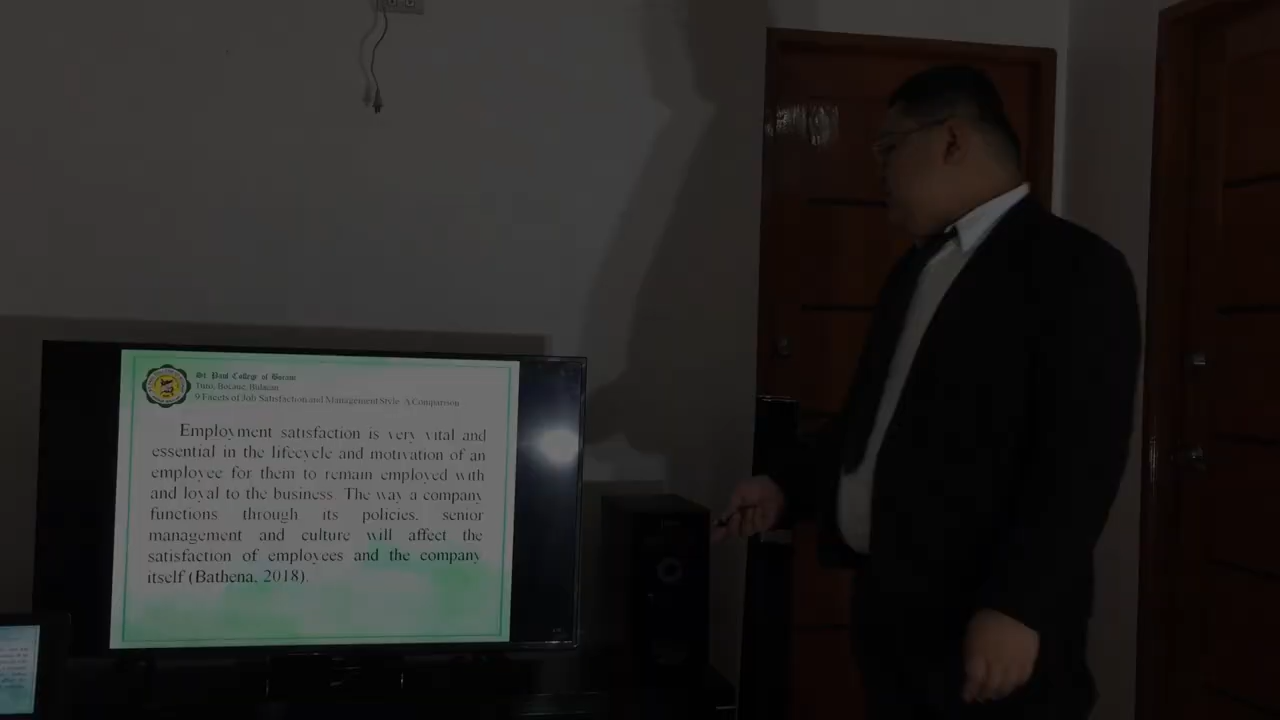 St. Paul College of Bocaue
Turo, Bocaue, Bulacan
9 Facets of Job Satisfaction and Management Style: A Comparison
Employment satisfaction is very vital and
essential in the lifecycle and motivation of an
employee for them to remain employed with
and loyal to the business. The way a company
functions through its policies, senior
management and culture will affect the
satisfaction of employees and the company
itself (Bathena, 2018).